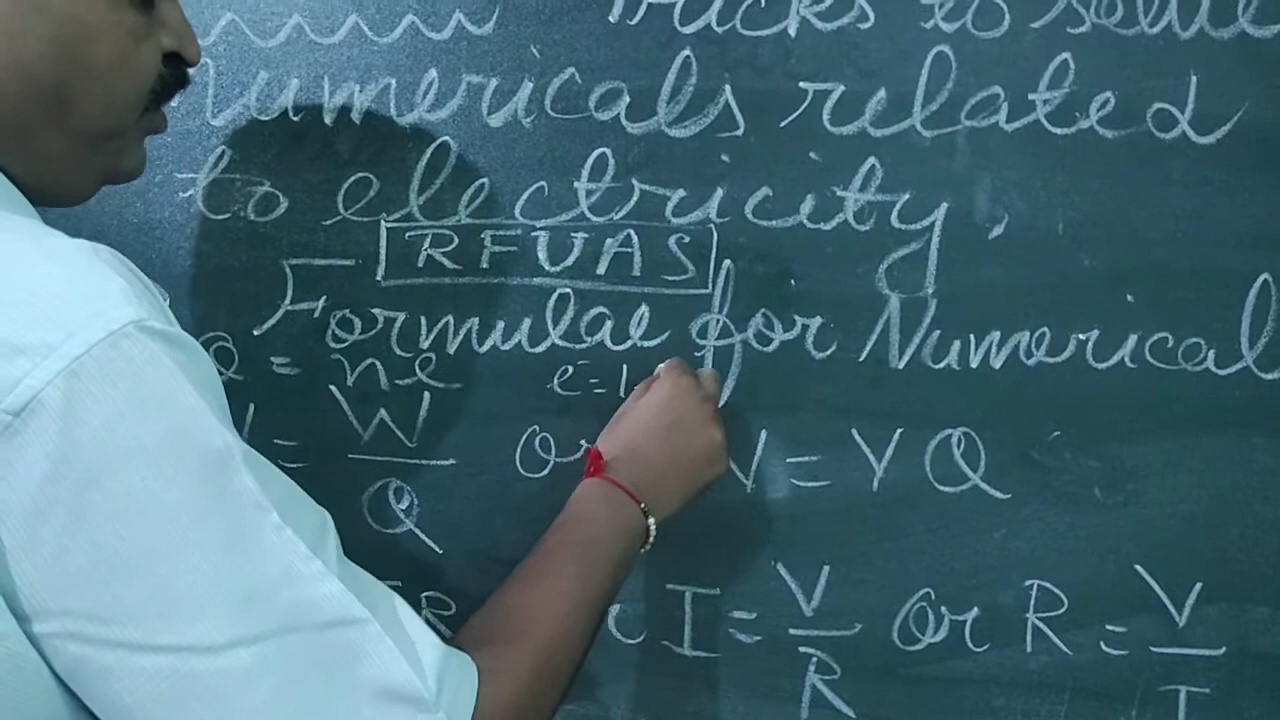 Tricks to solve
Numericals related
to electricity,
RFUAS
Formulae for Numerical
Q = ne e⁻ = 1.
V = W/Q or W = VQ
R I = V/R or R = V/I